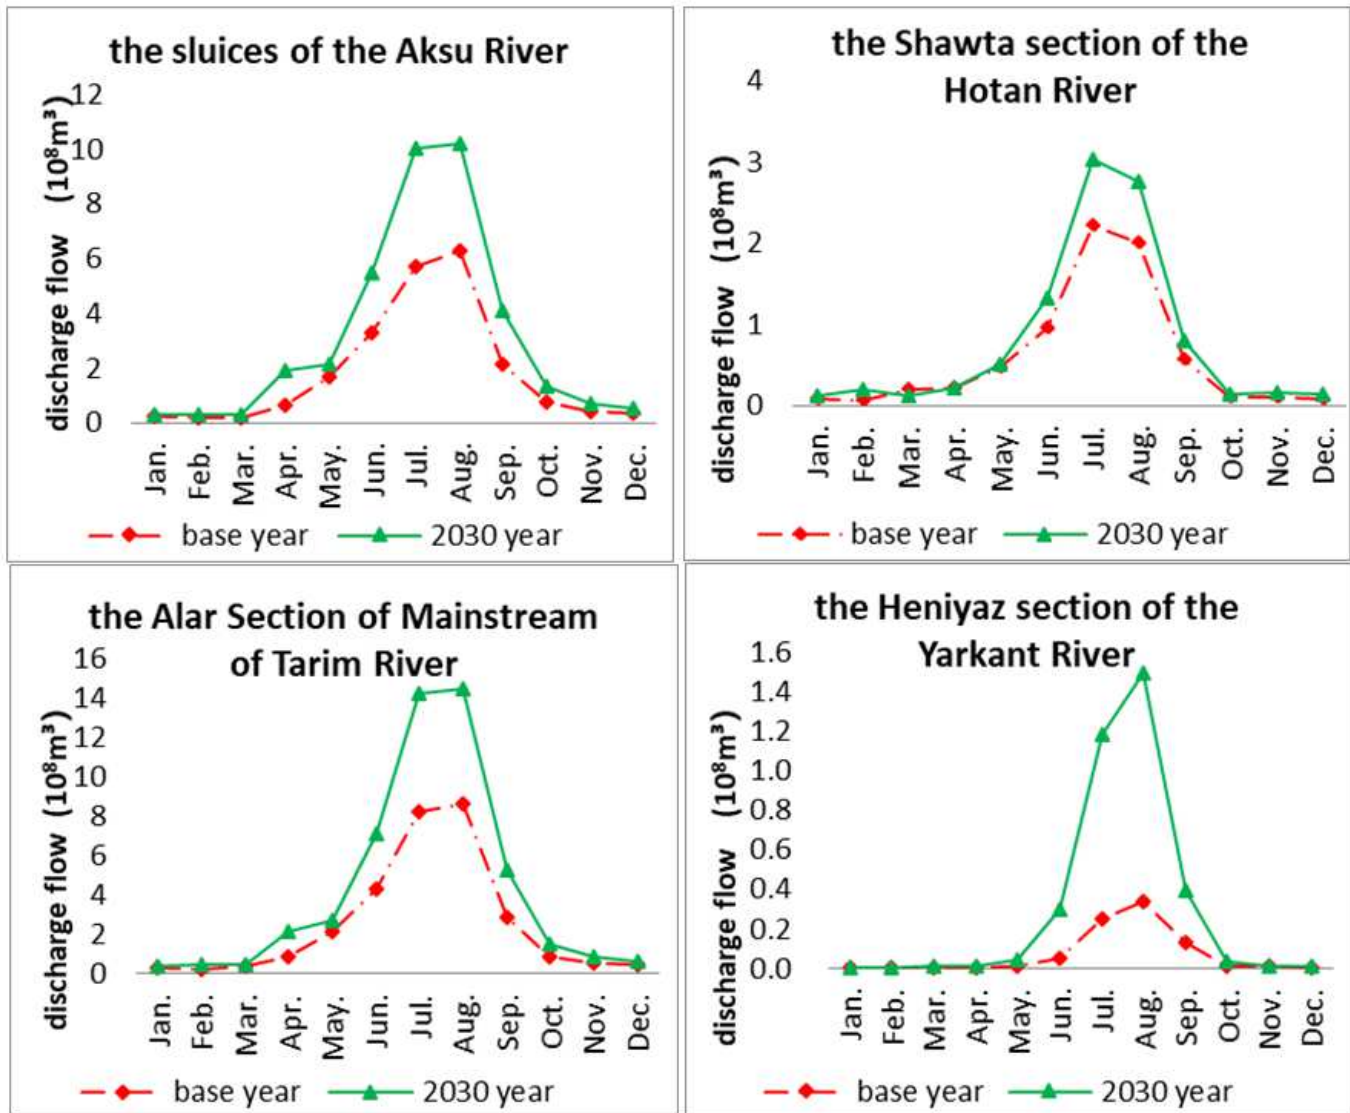 the sluices of the Aksu River
discharge flow (10⁸m³)
12
10
8
6
4
2
0
Jan.
Feb.
Mar.
Apr.
May.
Jun.
Jul.
Aug.
Sep.
Oct.
Nov.
Dec.
base year
2030 year
the Shawta section of the
Hotan River
discharge flow (10⁸m³)
4
3
2
1
0
Jan.
Feb.
Mar.
Apr.
May.
Jun.
Jul.
Aug.
Sep.
Oct.
Nov.
Dec.
base year
2030 year
the Alar Section of Mainstream
of Tarim River
discharge flow (10⁸m³)
16
14
12
10
8
6
4
2
0
Jan.
Feb.
Mar.
Apr.
May.
Jun.
Jul.
Aug.
Sep.
Oct.
Nov.
Dec.
base year
2030 year
the Heniyaz section of the
Yarkant River
discharge flow (10⁸m³)
1.6
1.4
1.2
1.0
0.8
0.6
0.4
0.2
0.0
Jan.
Feb.
Mar.
Apr.
May.
Jun.
Jul.
Aug.
Sep.
Oct.
Nov.
Dec.
base year
2030 year